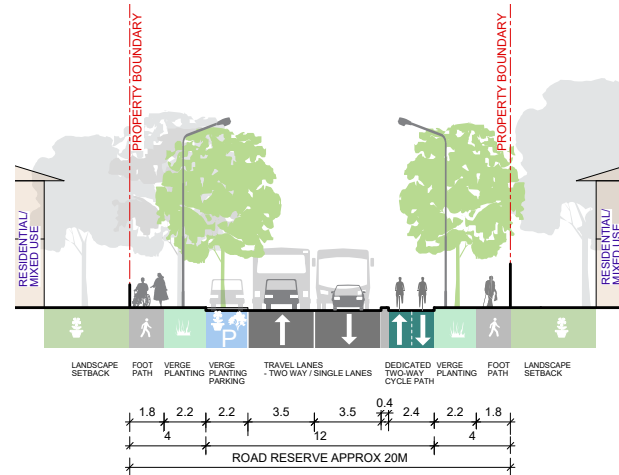 PROPERTY BOUNDARY
PROPERTY BOUNDARY
RESIDENTIAL/
MIXED USE
RESIDENTIAL/
MIXED USE
P
LANDSCAPE
SETBACK
FOOT
PATH
VERGE
PLANTING
VERGE
PLANTING
PARKING
TRAVEL LANES
- TWO WAY / SINGLE LANES
DEDICATED
TWO-WAY
CYCLE PATH
VERGE
PLANTING
FOOT
PATH
LANDSCAPE
SETBACK
0.4
1.8 2.2 2.2 3.5 3.5 2.4 2.2 1.8
4 12 4
ROAD RESERVE APPROX 20M